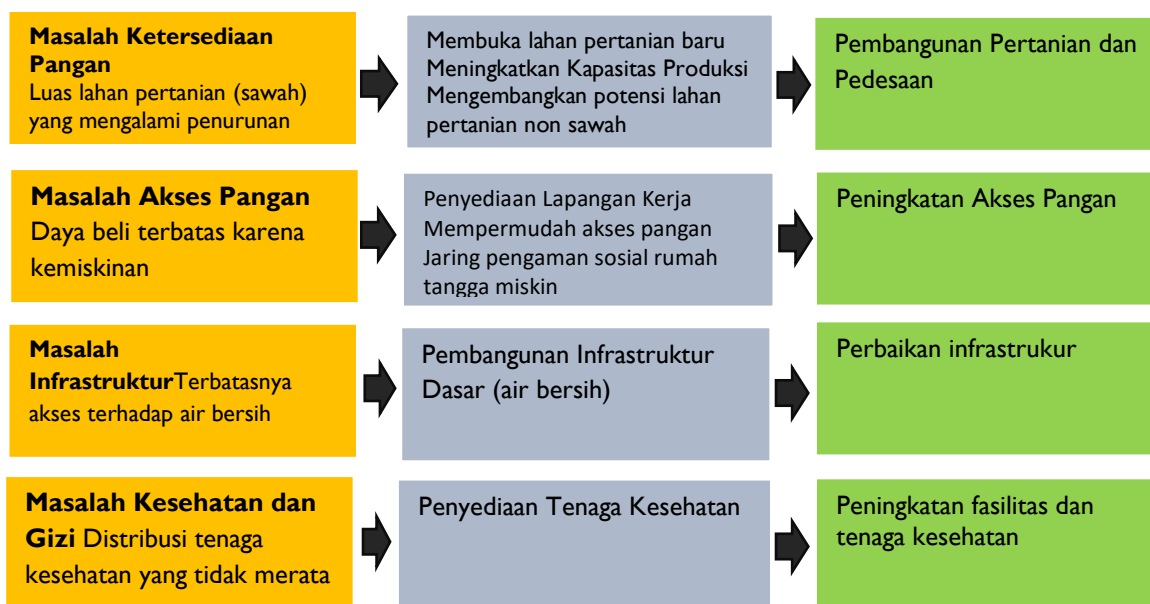 Masalah Ketersediaan
Pangan
Luas lahan pertanian (sawah)
yang mengalami penurunan
Membuka lahan pertanian baru
Meningkatkan Kapasitas Produksi
Mengembangkan potensi lahan
pertanian non sawah
Pembangunan Pertanian dan
Pedesaan
Masalah Akses Pangan
Daya beli terbatas karena
kemiskinan
Penyediaan Lapangan Kerja
Mempermudah akses pangan
Jaring pengaman sosial rumah
tangga miskin
Peningkatan Akses Pangan
Masalah
InfrastrukturTerbatasnya
akses terhadap air bersih
Pembangunan Infrastruktur
Dasar (air bersih)
Perbaikan infrastrukur
Masalah Kesehatan dan
Gizi Distribusi tenaga
kesehatan yang tidak merata
Penyediaan Tenaga Kesehatan
Peningkatan fasilitas dan
tenaga kesehatan